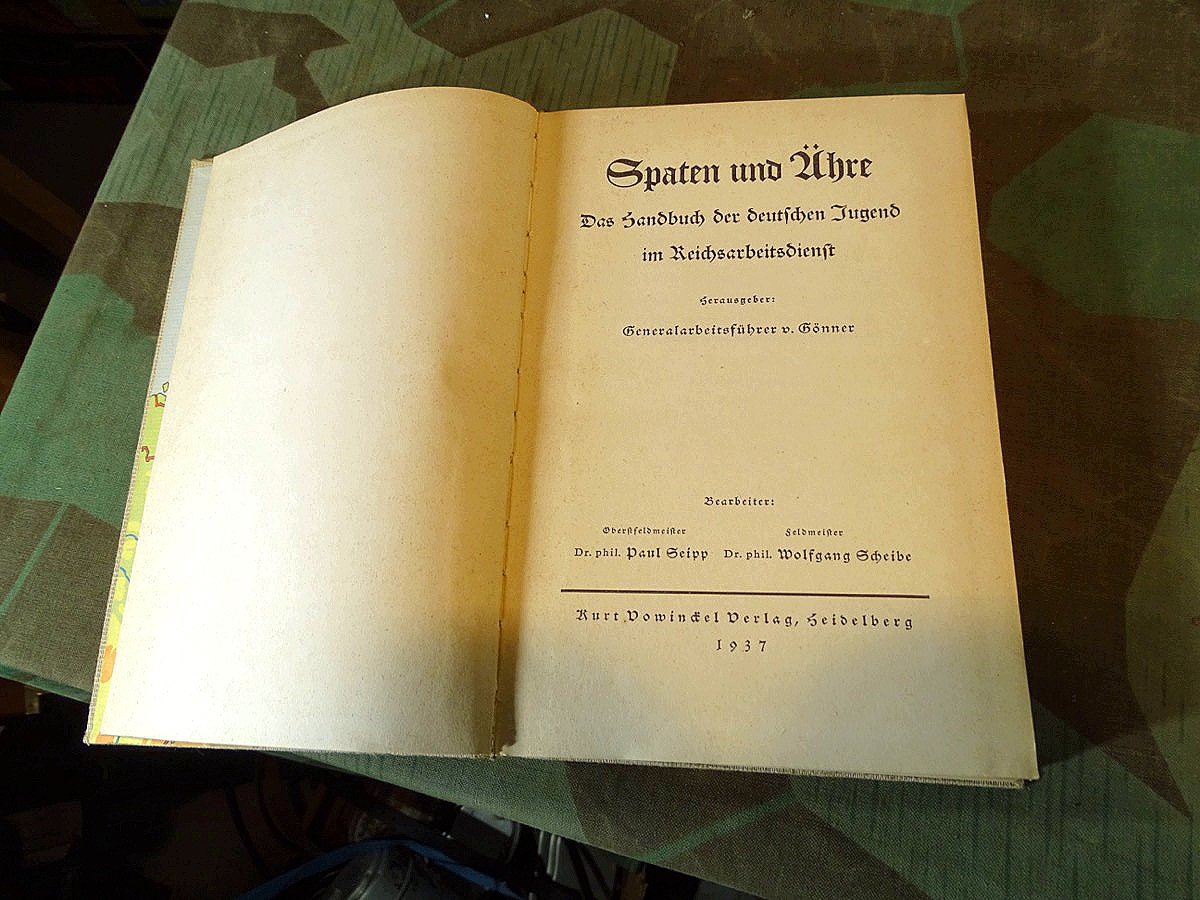 Spaten und Ähre
Das Handbuch der deutschen Jugend
im Reichsarbeitsdienst
Herausgeber:
Generalarbeitsführer v. Gönner
Bearbeiter:
Oberstfeldmeister Feldmeister
Dr. phil. Paul Seipp Dr. phil. Wolfgang Scheibe
Kurt Vowinckel Verlag, Heidelberg
1937